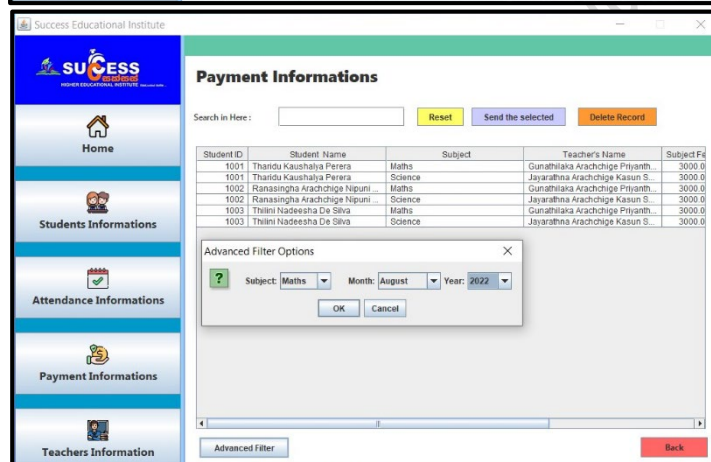 Success Educational Institute
SUCCESS
සක්සස්
HIGHER EDUCATIONAL INSTITUTE
Home
Students Informations
Attendance Informations
Payment Informations
Teachers Information
Payment Informations
Search in Here :
Reset
Send the selected
Delete Record
Student ID Student Name Subject Teacher's Name Subject Fe
1001 Tharidu Kaushalya Perera Maths Gunathilaka Arachchige Priyanth... 3000.0
1001 Tharidu Kaushalya Perera Science Jayarathna Arachchige Kasun S... 3000.0
1002 Ranasingha Arachchige Nipuni ... Maths Gunathilaka Arachchige Priyanth... 3000.0
1002 Ranasingha Arachchige Nipuni ... Science Jayarathna Arachchige Kasun S... 3000.0
1003 Thilini Nadeesha De Silva Maths Gunathilaka Arachchige Priyanth... 3000.0
1003 Thilini Nadeesha De Silva Science Jayarathna Arachchige Kasun S... 3000.0
Advanced Filter Options
?
Subject: Maths Month: August Year: 2022
OK Cancel
Advanced Filter
Back